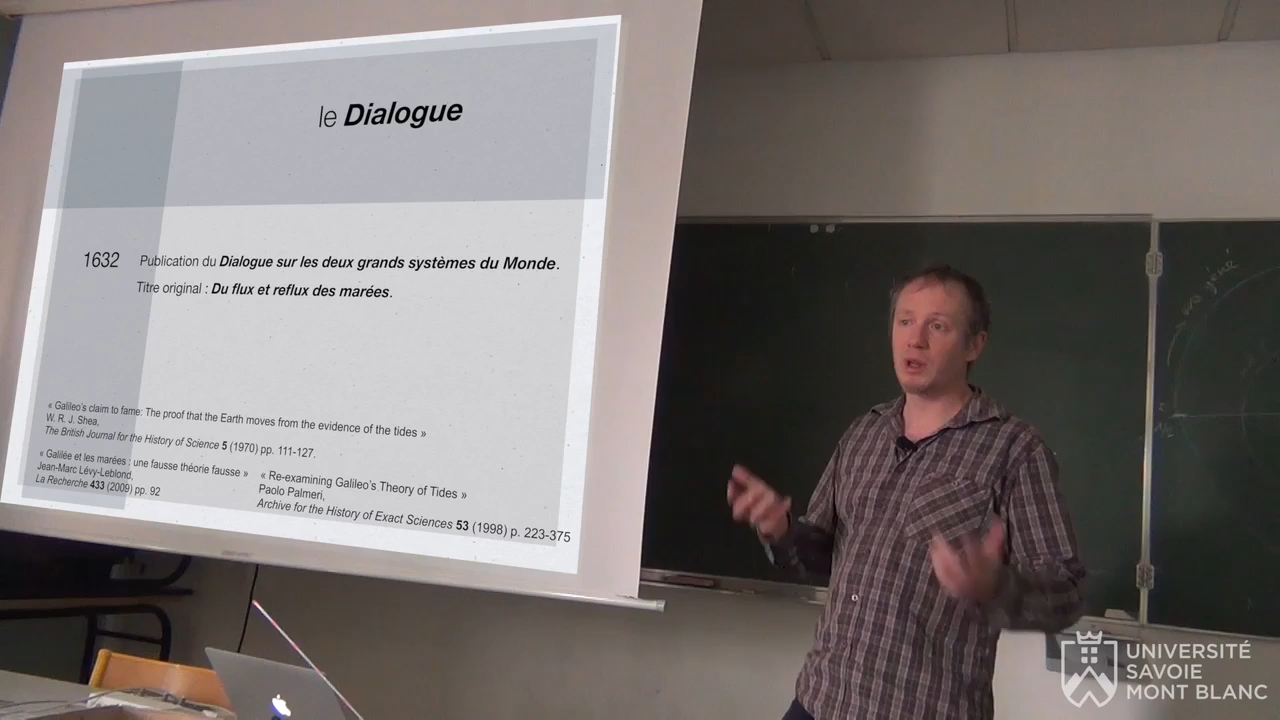 le Dialogue
1632 Publication du Dialogue sur les deux grands systèmes du Monde.
Titre original : Du flux et reflux des marées.
« Galileo's claim to fame: The proof that the Earth moves from the evidence of the tides »
W. R. J. Shea,
The British Journal for the History of Science 5 (1970) pp. 111-127.
« Galilée et les marées : une fausse théorie fausse »
Jean-Marc Lévy-Leblond,
La Recherche 433 (2009) pp. 92
« Re-examining Galileo's Theory of Tides »
Paolo Palmeri,
Archive for the History of Exact Sciences 53 (1998) p. 223-375
UNIVERSITÉ
SAVOIE
MONT BLANC